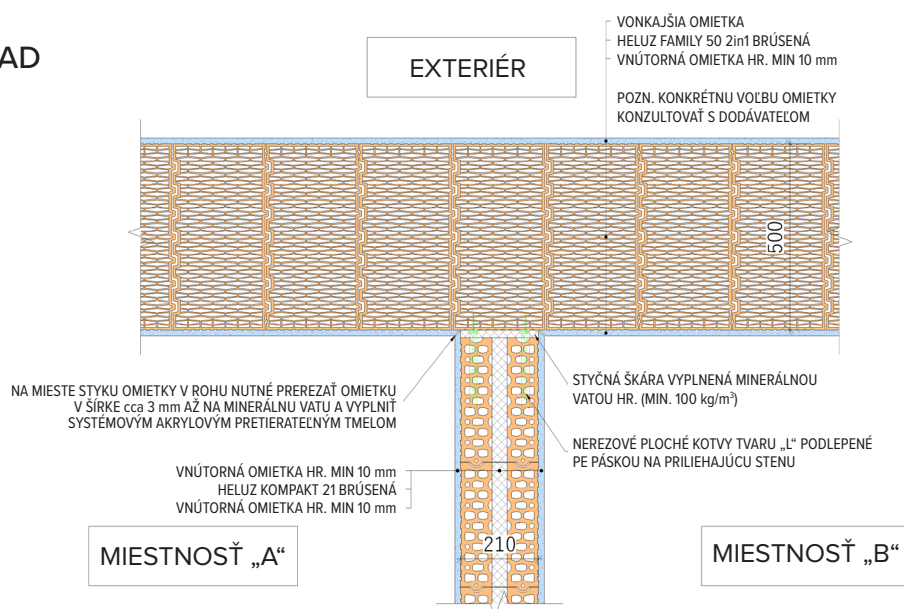 AD
EXTERIÉR
VONKAJŠIA OMIETKA
HELUZ FAMILY 50 2in1 BRÚSENÁ
VNÚTORNÁ OMIETKA HR. MIN 10 mm
POZN. KONKRÉTNU VOĽBU OMIETKY
KONZULTOVAŤ S DODÁVATEĽOM
500
NA MIESTE STYKU OMIETKY V ROHU NUTNÉ PREREZAŤ OMIETKU
V ŠÍRKE cca 3 mm AŽ NA MINERÁLNU VATU A VYPLNIŤ
SYSTÉMOVÝM AKRYLOVÝM PRETIERATEĽNÝM TMELOM
STYČNÁ ŠKÁRA VYPLNENÁ MINERÁLNOU
VATOU HR. (MIN. 100 kg/m³)
NEREZOVÉ PLOCHÉ KOTVY TVARU „L“ PODLEPENÉ
PE PÁSKOU NA PRILIEHAJÚCU STENU
VNÚTORNÁ OMIETKA HR. MIN 10 mm
HELUZ KOMPAKT 21 BRÚSENÁ
VNÚTORNÁ OMIETKA HR. MIN 10 mm
210
MIESTNOSŤ „A“
MIESTNOSŤ „B“